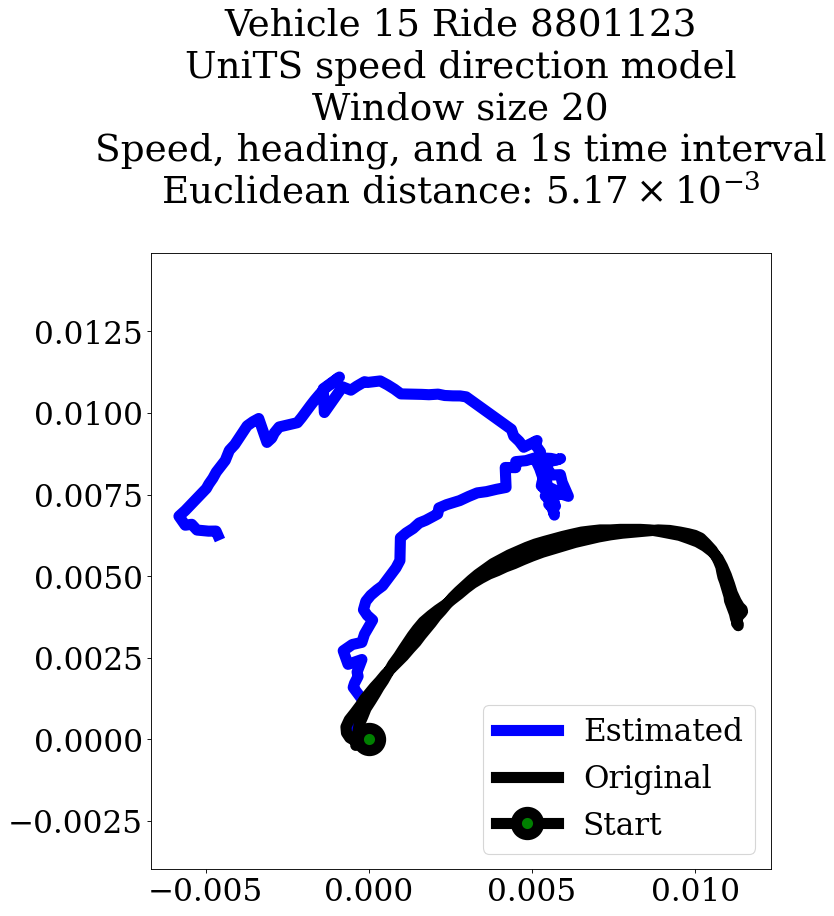 Vehicle 15 Ride 8801123
UniTS speed direction model
Window size 20
Speed, heading, and a 1s time interval
Euclidean distance: 5.17 × 10⁻³
0.0125
0.0100
0.0075
0.0050
0.0025
0.0000
−0.0025
Estimated
Original
Start
−0.005 0.000 0.005 0.010